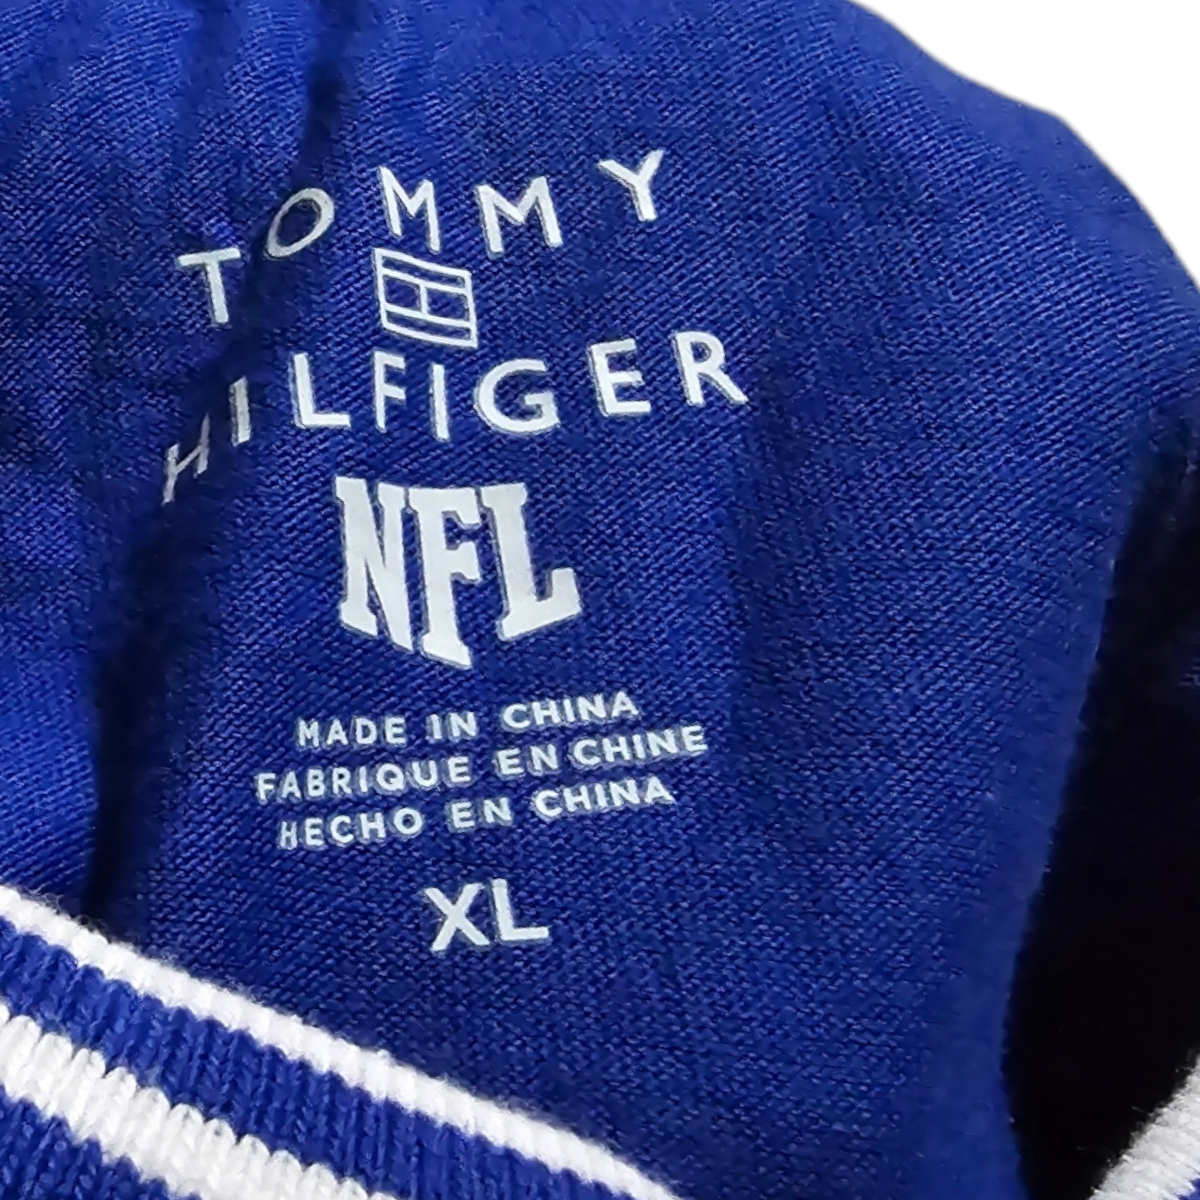 TOMMY
HILFIGER
NFL
MADE IN CHINA
FABRIQUE EN CHINE
HECHO EN CHINA
XL